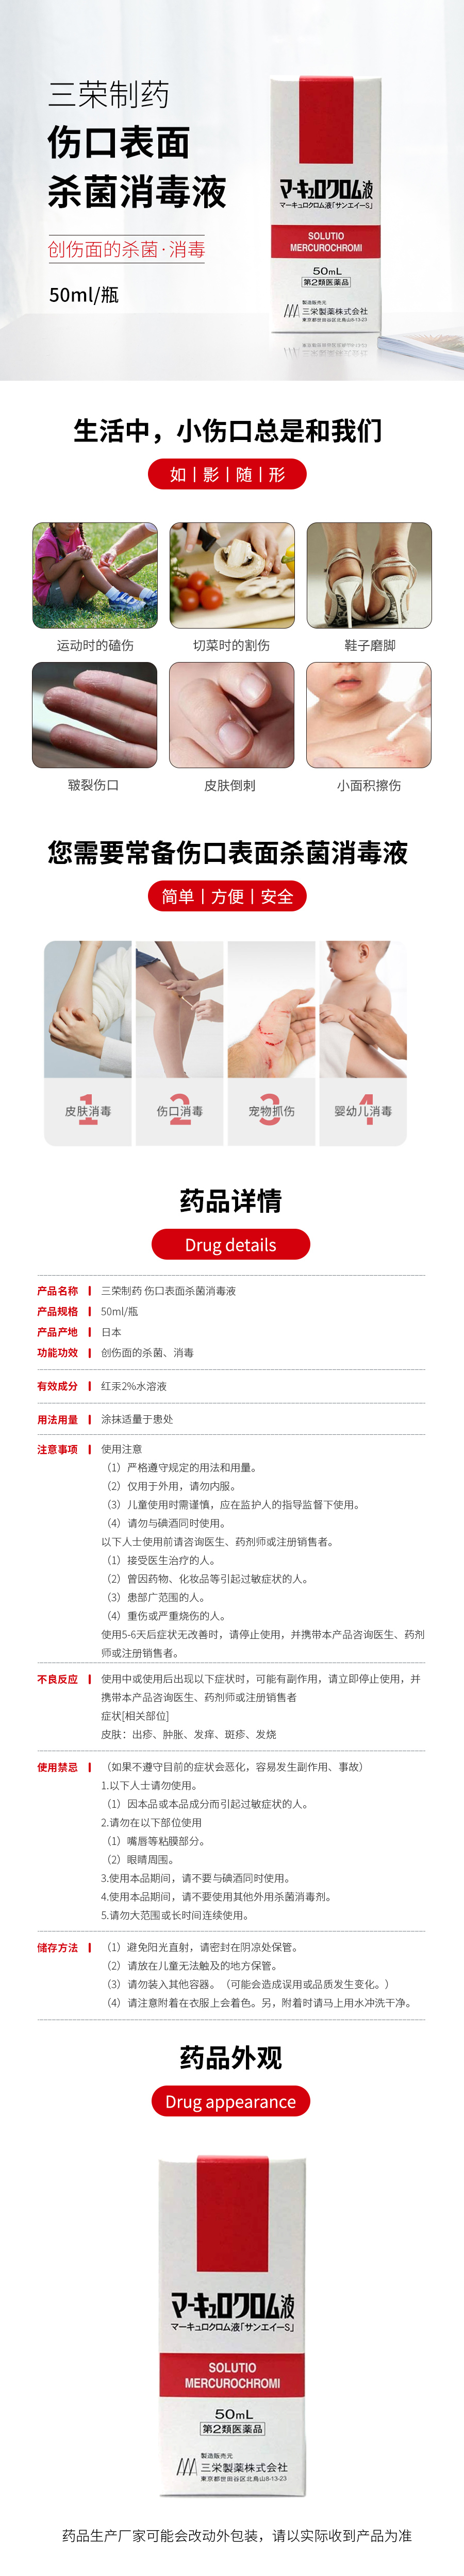 三荣制药
伤口表面
杀菌消毒液
创伤面的杀菌·消毒
50ml/瓶
マーキュロクロム液
マーキュロクロム液「サンエイーS」
SOLUTIO
MERCUROCHROMI
50mL
第2類医薬品
製造販売元
三栄製薬株式会社
東京都世田谷区北烏山8-13-23
生活中，小伤口总是和我们
如丨影丨随丨形
运动时的磕伤
切菜时的割伤
鞋子磨脚
皲裂伤口
皮肤倒刺
小面积擦伤
您需要常备伤口表面杀菌消毒液
简单丨方便丨安全
1 皮肤消毒
2 伤口消毒
3 宠物抓伤
4 婴幼儿消毒
药品详情
Drug details
产品名称 三荣制药 伤口表面杀菌消毒液
产品规格 50ml/瓶
产品产地 日本
功能功效 创伤面的杀菌、消毒
有效成分 红汞2%水溶液
用法用量 涂抹适量于患处
注意事项 使用注意
（1）严格遵守规定的用法和用量。
（2）仅用于外用，请勿内服。
（3）儿童使用时需谨慎，应在监护人的指导监督下使用。
（4）请勿与碘酒同时使用。
以下人士使用前请咨询医生、药剂师或注册销售者。
（1）接受医生治疗的人。
（2）曾因药物、化妆品等引起过敏症状的人。
（3）患部广范围的人。
（4）重伤或严重烧伤的人。
使用5-6天后症状无改善时，请停止使用，并携带本产品咨询医生、药剂
师或注册销售者。
不良反应 使用中或使用后出现以下症状时，可能有副作用，请立即停止使用，并
携带本产品咨询医生、药剂师或注册销售者
症状[相关部位]
皮肤：出疹、肿胀、发痒、斑疹、发烧
使用禁忌 （如果不遵守目前的症状会恶化，容易发生副作用、事故）
1.以下人士请勿使用。
（1）因本品或本品成分而引起过敏症状的人。
2.请勿在以下部位使用
（1）嘴唇等粘膜部分。
（2）眼睛周围。
3.使用本品期间，请不要与碘酒同时使用。
4.使用本品期间，请不要使用其他外用杀菌消毒剂。
5.请勿大范围或长时间连续使用。
储存方法 （1）避免阳光直射，请密封在阴凉处保管。
（2）请放在儿童无法触及的地方保管。
（3）请勿装入其他容器。（可能会造成误用或品质发生变化。）
（4）请注意附着在衣服上会着色。另，附着时请马上用水冲洗干净。
药品外观
Drug appearance
マーキュロクロム液
マーキュロクロム液「サンエイーS」
SOLUTIO
MERCUROCHROMI
50mL
第2類医薬品
製造販売元
三栄製薬株式会社
東京都世田谷区北烏山8-13-23
药品生产厂家可能会改动外包装，请以实际收到产品为准